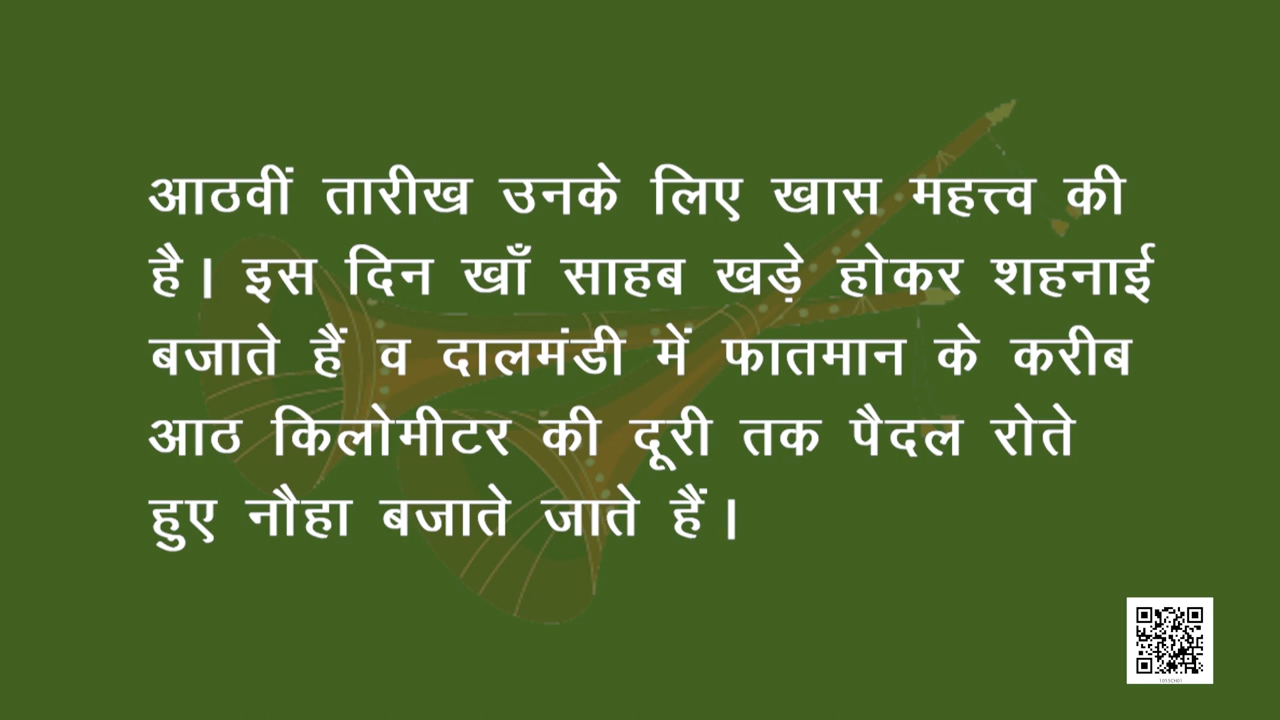 आठवीं तारीख उनके लिए खास महत्त्व की
है। इस दिन खाँ साहब खड़े होकर शहनाई
बजाते हैं व दालमंडी में फातमान के करीब
आठ किलोमीटर की दूरी तक पैदल रोते
हुए नौहा बजाते जाते हैं।